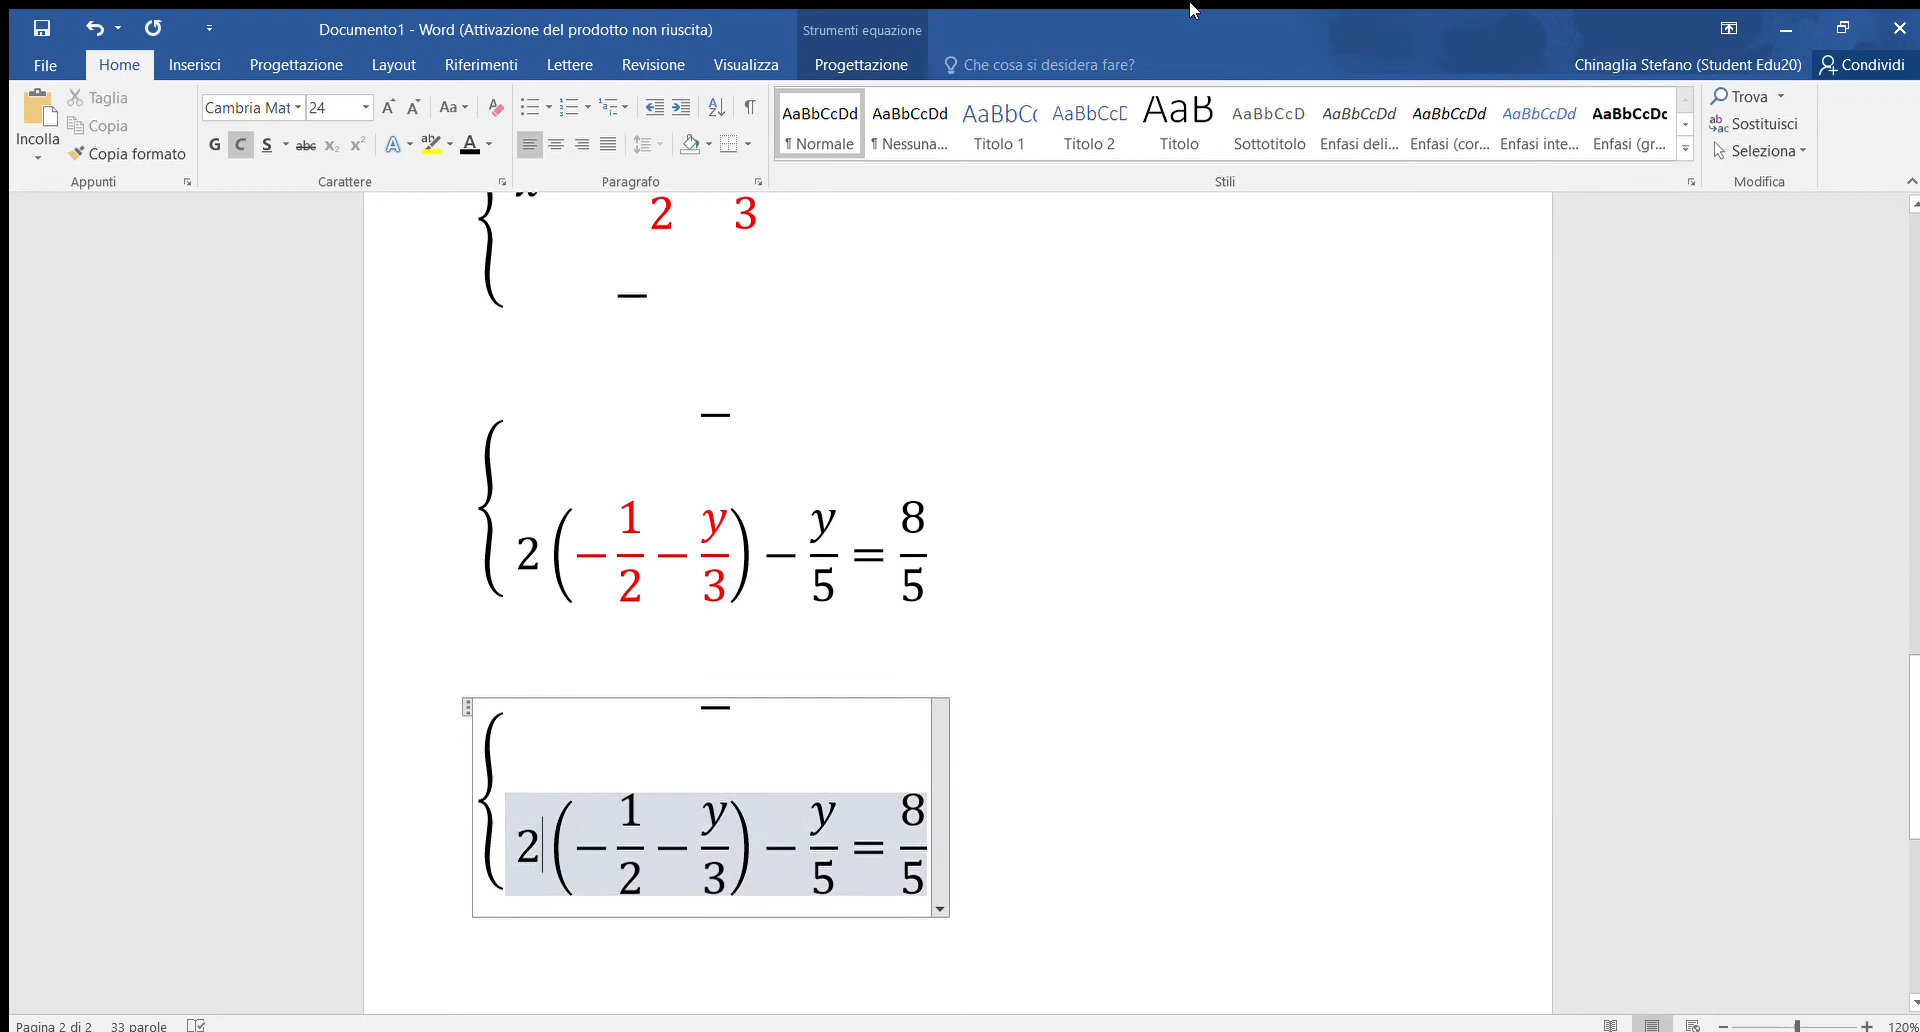 Documento1 - Word (Attivazione del prodotto non riuscita)
Strumenti equazione
File Home Inserisci Progettazione Layout Riferimenti Lettere Revisione Visualizza Progettazione Che cosa si desidera fare? Chinaglia Stefano (Student Edu20) Condividi
Incolla
Taglia
Copia
Copia formato
Appunti
Cambria Mat 24 Aa
G C S abc x₂ x² A ab A
Carattere
Paragrafo
AaBbCcDd AaBbCcDd AaBbC AaBbCcD AaB AaBbCcD AaBbCcDd AaBbCcDd AaBbCcDd AaBbCcDc
¶ Normale ¶ Nessuna... Titolo 1 Titolo 2 Titolo Sottotitolo Enfasi deli... Enfasi (cor... Enfasi inte... Enfasi (gr...
Stili
Trova
Sostituisci
Seleziona
Modifica
2 3
−
−
2(−1/2 − y/3) − y/5 = 8/5
−
2(−1/2 − y/3) − y/5 = 8/5
Pagina 2 di 2 33 parole 120%